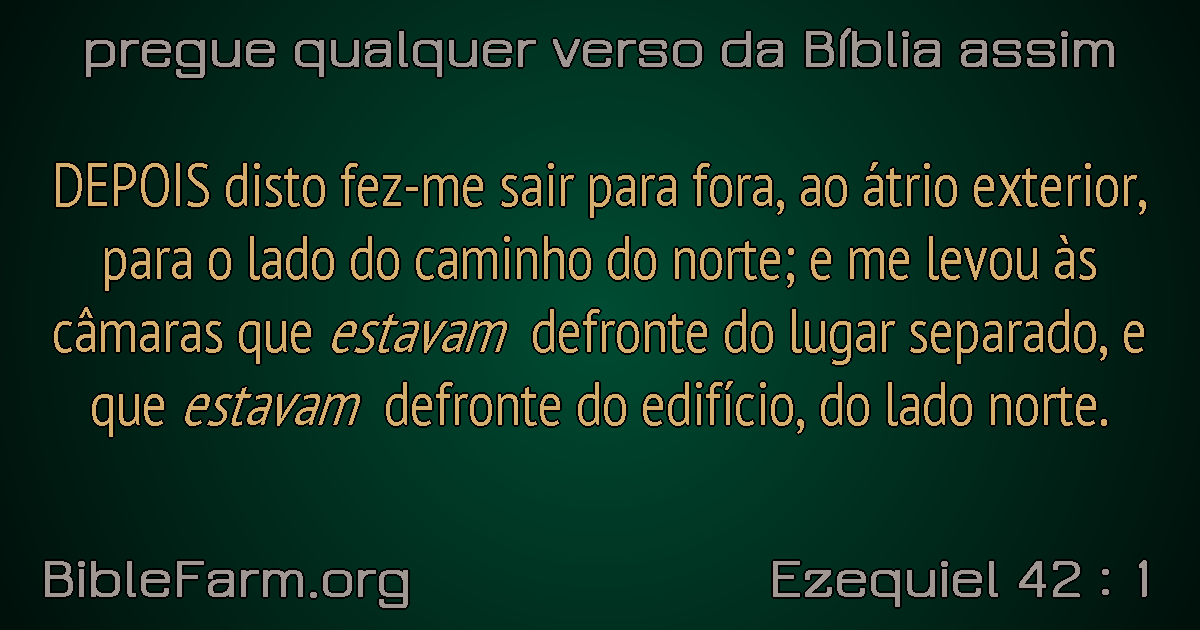 pregue qualquer verso da Bíblia assim
DEPOIS disto fez-me sair para fora, ao átrio exterior,
para o lado do caminho do norte; e me levou às
câmaras que estavam defronte do lugar separado, e
que estavam defronte do edifício, do lado norte.
BibleFarm.org
Ezequiel 42 : 1